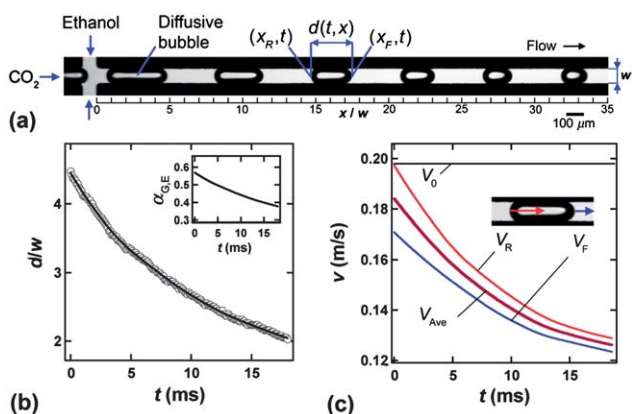 Ethanol
Diffusive
bubble
(x_R, t)
d(t, x)
(x_F, t)
Flow
CO₂
w
0 5 10 15 20 25 30 35
x / w
100 μm
(a)
4
3
2
d/w
0 5 10 15
t (ms)
0.6
0.5
0.4
0.3
α_G,E
0 5 10 15
t (ms)
(b)
0.20
0.18
0.16
0.14
0.12
v (m/s)
V₀
V_R
V_F
V_Ave
0 5 10 15
t (ms)
(c)